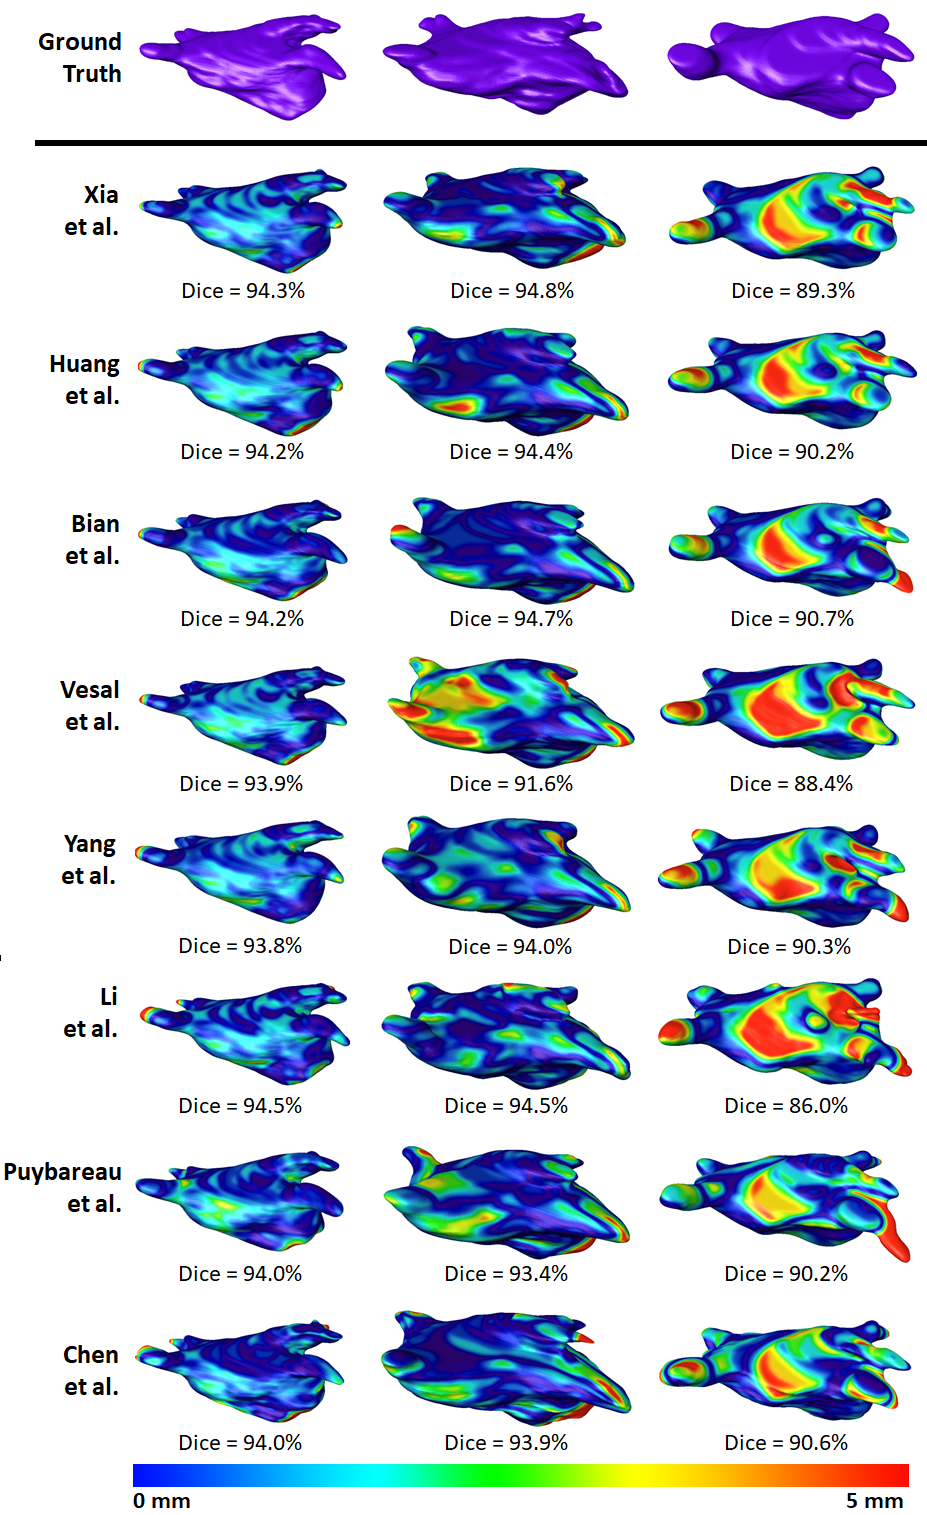 Ground
Truth
Xia
et al.
Dice = 94.3%
Dice = 94.8%
Dice = 89.3%
Huang
et al.
Dice = 94.2%
Dice = 94.4%
Dice = 90.2%
Bian
et al.
Dice = 94.2%
Dice = 94.7%
Dice = 90.7%
Vesal
et al.
Dice = 93.9%
Dice = 91.6%
Dice = 88.4%
Yang
et al.
Dice = 93.8%
Dice = 94.0%
Dice = 90.3%
Li
et al.
Dice = 94.5%
Dice = 94.5%
Dice = 86.0%
Puybareau
et al.
Dice = 94.0%
Dice = 93.4%
Dice = 90.2%
Chen
et al.
Dice = 94.0%
Dice = 93.9%
Dice = 90.6%
0 mm
5 mm